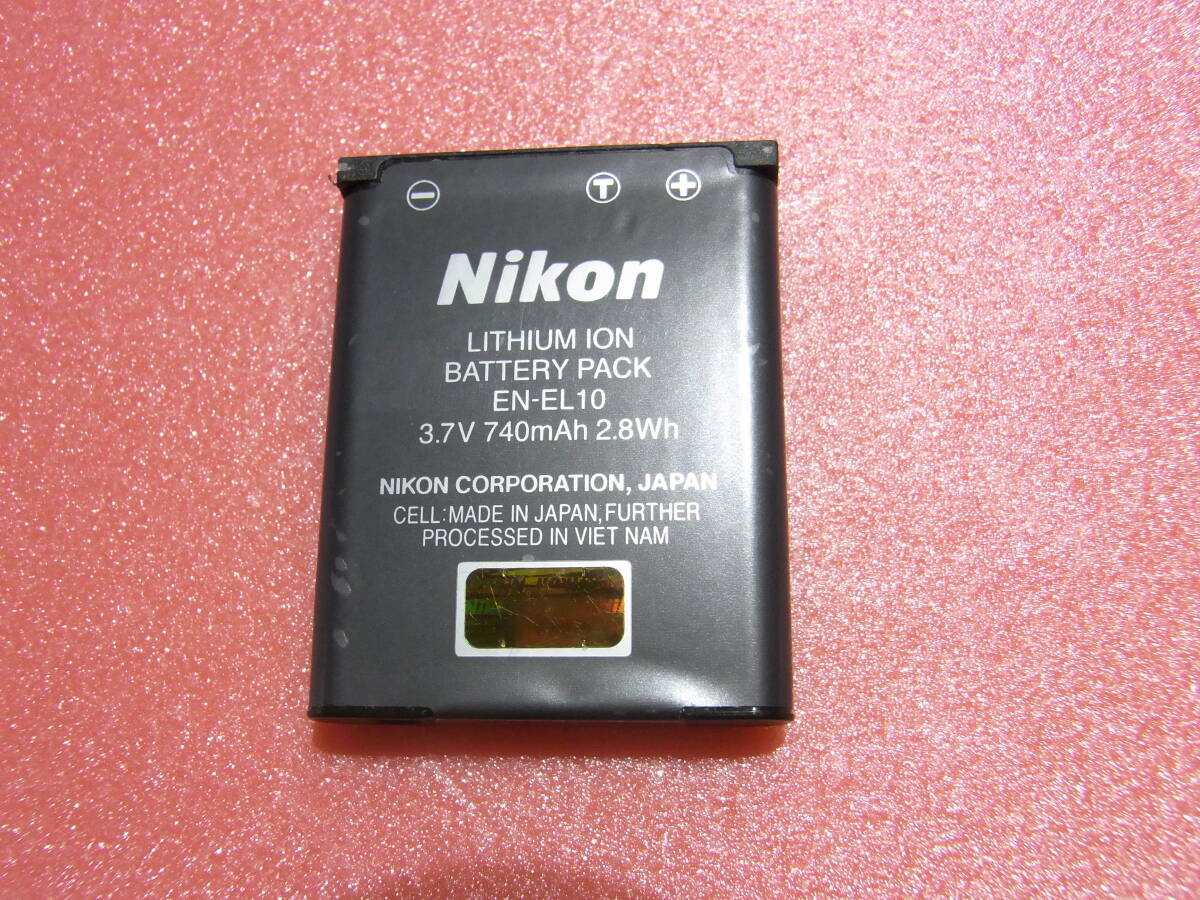 − T +
Nikon
LITHIUM ION
BATTERY PACK
EN-EL10
3.7V 740mAh 2.8Wh
NIKON CORPORATION, JAPAN
CELL:MADE IN JAPAN,FURTHER
PROCESSED IN VIET NAM